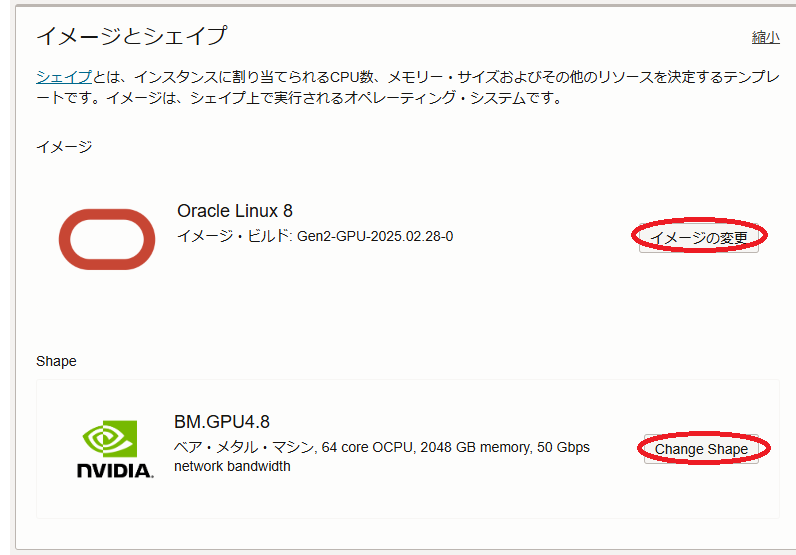 イメージとシェイプ
縮小
シェイプとは、インスタンスに割り当てられるCPU数、メモリー・サイズおよびその他のリソースを決定するテンプレ
ートです。イメージは、シェイプ上で実行されるオペレーティング・システムです。
イメージ
Oracle Linux 8
イメージ・ビルド: Gen2-GPU-2025.02.28-0
イメージの変更
Shape
BM.GPU4.8
ベア・メタル・マシン, 64 core OCPU, 2048 GB memory, 50 Gbps
network bandwidth
Change Shape
NVIDIA.